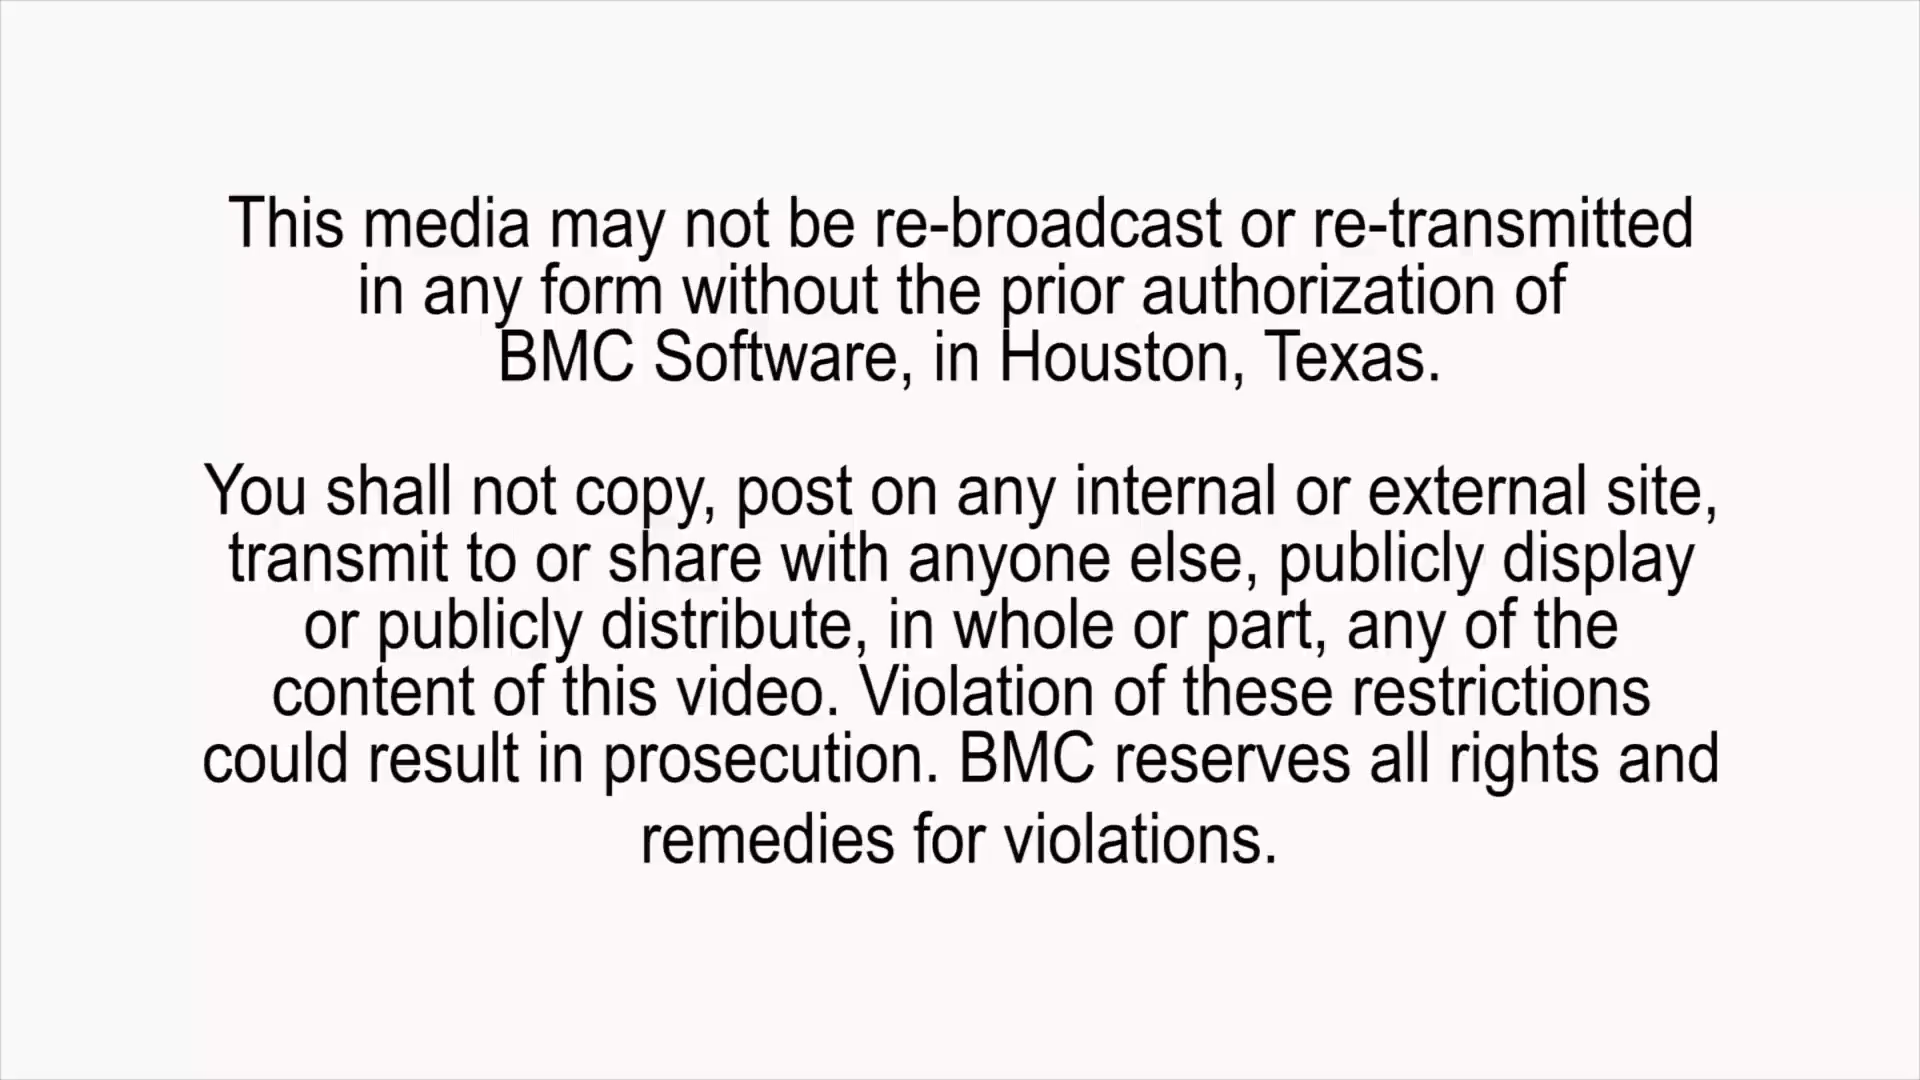 This media may not be re-broadcast or re-transmitted
in any form without the prior authorization of
BMC Software, in Houston, Texas.
You shall not copy, post on any internal or external site,
transmit to or share with anyone else, publicly display
or publicly distribute, in whole or part, any of the
content of this video. Violation of these restrictions
could result in prosecution. BMC reserves all rights and
remedies for violations.